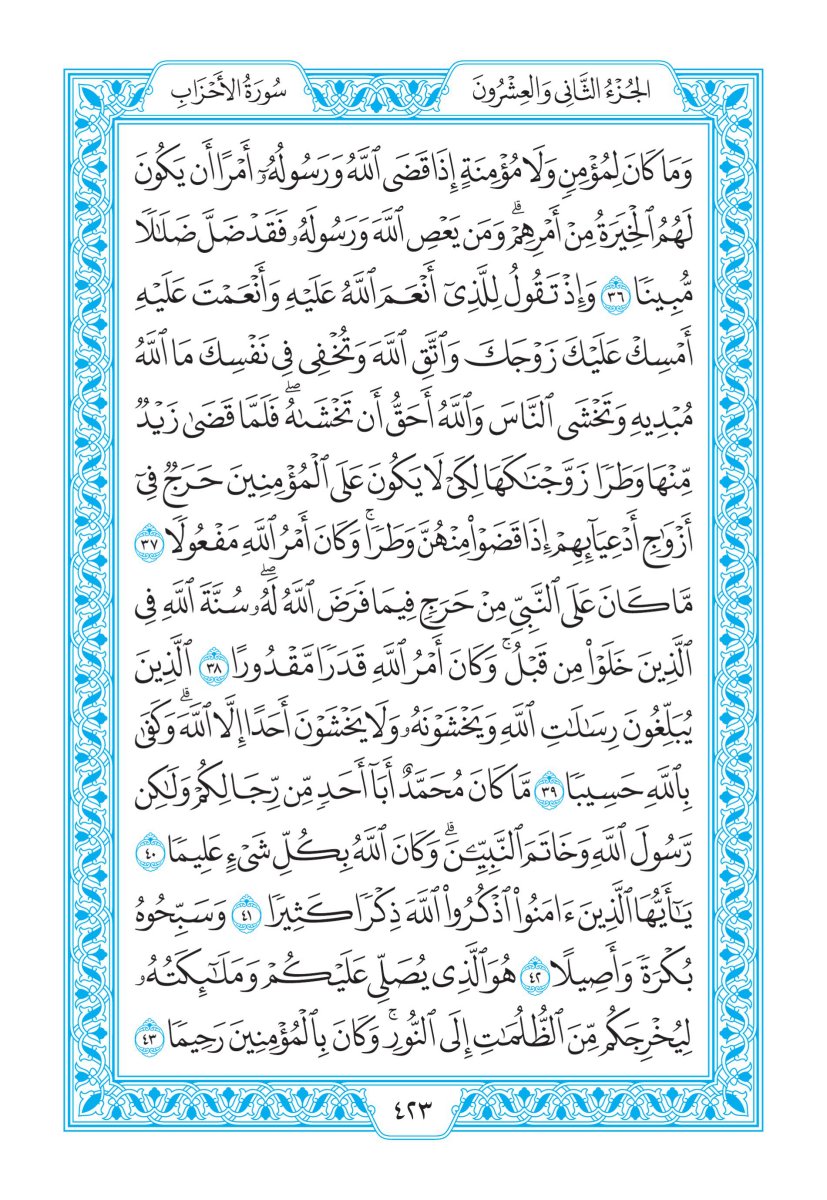 الجُزْءُ الثَّانِي وَالعِشْرُونَ
سُورَةُ الأَحْزَابِ
وَمَا كَانَ لِمُؤْمِنٍ وَلَا مُؤْمِنَةٍ إِذَا قَضَى ٱللَّهُ وَرَسُولُهُۥٓ أَمْرًا أَن يَكُونَ
لَهُمُ ٱلْخِيَرَةُ مِنْ أَمْرِهِمْۗ وَمَن يَعْصِ ٱللَّهَ وَرَسُولَهُۥ فَقَدْ ضَلَّ ضَلَٰلًا
مُّبِينًا ٣٦ وَإِذْ تَقُولُ لِلَّذِىٓ أَنْعَمَ ٱللَّهُ عَلَيْهِ وَأَنْعَمْتَ عَلَيْهِ
أَمْسِكْ عَلَيْكَ زَوْجَكَ وَٱتَّقِ ٱللَّهَ وَتُخْفِى فِى نَفْسِكَ مَا ٱللَّهُ
مُبْدِيهِ وَتَخْشَى ٱلنَّاسَ وَٱللَّهُ أَحَقُّ أَن تَخْشَىٰهُۖ فَلَمَّا قَضَىٰ زَيْدٌ
مِّنْهَا وَطَرًا زَوَّجْنَٰكَهَا لِكَىْ لَا يَكُونَ عَلَى ٱلْمُؤْمِنِينَ حَرَجٌ فِىٓ
أَزْوَٰجِ أَدْعِيَآئِهِمْ إِذَا قَضَوْا۟ مِنْهُنَّ وَطَرًاۚ وَكَانَ أَمْرُ ٱللَّهِ مَفْعُولًا ٣٧
مَّا كَانَ عَلَى ٱلنَّبِىِّ مِنْ حَرَجٍ فِيمَا فَرَضَ ٱللَّهُ لَهُۥۖ سُنَّةَ ٱللَّهِ فِى
ٱلَّذِينَ خَلَوْا۟ مِن قَبْلُۚ وَكَانَ أَمْرُ ٱللَّهِ قَدَرًا مَّقْدُورًا ٣٨ ٱلَّذِينَ
يُبَلِّغُونَ رِسَٰلَٰتِ ٱللَّهِ وَيَخْشَوْنَهُۥ وَلَا يَخْشَوْنَ أَحَدًا إِلَّا ٱللَّهَۗ وَكَفَىٰ
بِٱللَّهِ حَسِيبًا ٣٩ مَّا كَانَ مُحَمَّدٌ أَبَآ أَحَدٍ مِّن رِّجَالِكُمْ وَلَٰكِن
رَّسُولَ ٱللَّهِ وَخَاتَمَ ٱلنَّبِيِّۦنَۗ وَكَانَ ٱللَّهُ بِكُلِّ شَىْءٍ عَلِيمًا ٤٠
يَٰٓأَيُّهَا ٱلَّذِينَ ءَامَنُوا۟ ٱذْكُرُوا۟ ٱللَّهَ ذِكْرًا كَثِيرًا ٤١ وَسَبِّحُوهُ
بُكْرَةً وَأَصِيلًا ٤٢ هُوَ ٱلَّذِى يُصَلِّى عَلَيْكُمْ وَمَلَٰٓئِكَتُهُۥ
لِيُخْرِجَكُم مِّنَ ٱلظُّلُمَٰتِ إِلَى ٱلنُّورِۚ وَكَانَ بِٱلْمُؤْمِنِينَ رَحِيمًا ٤٣
٤٢٣